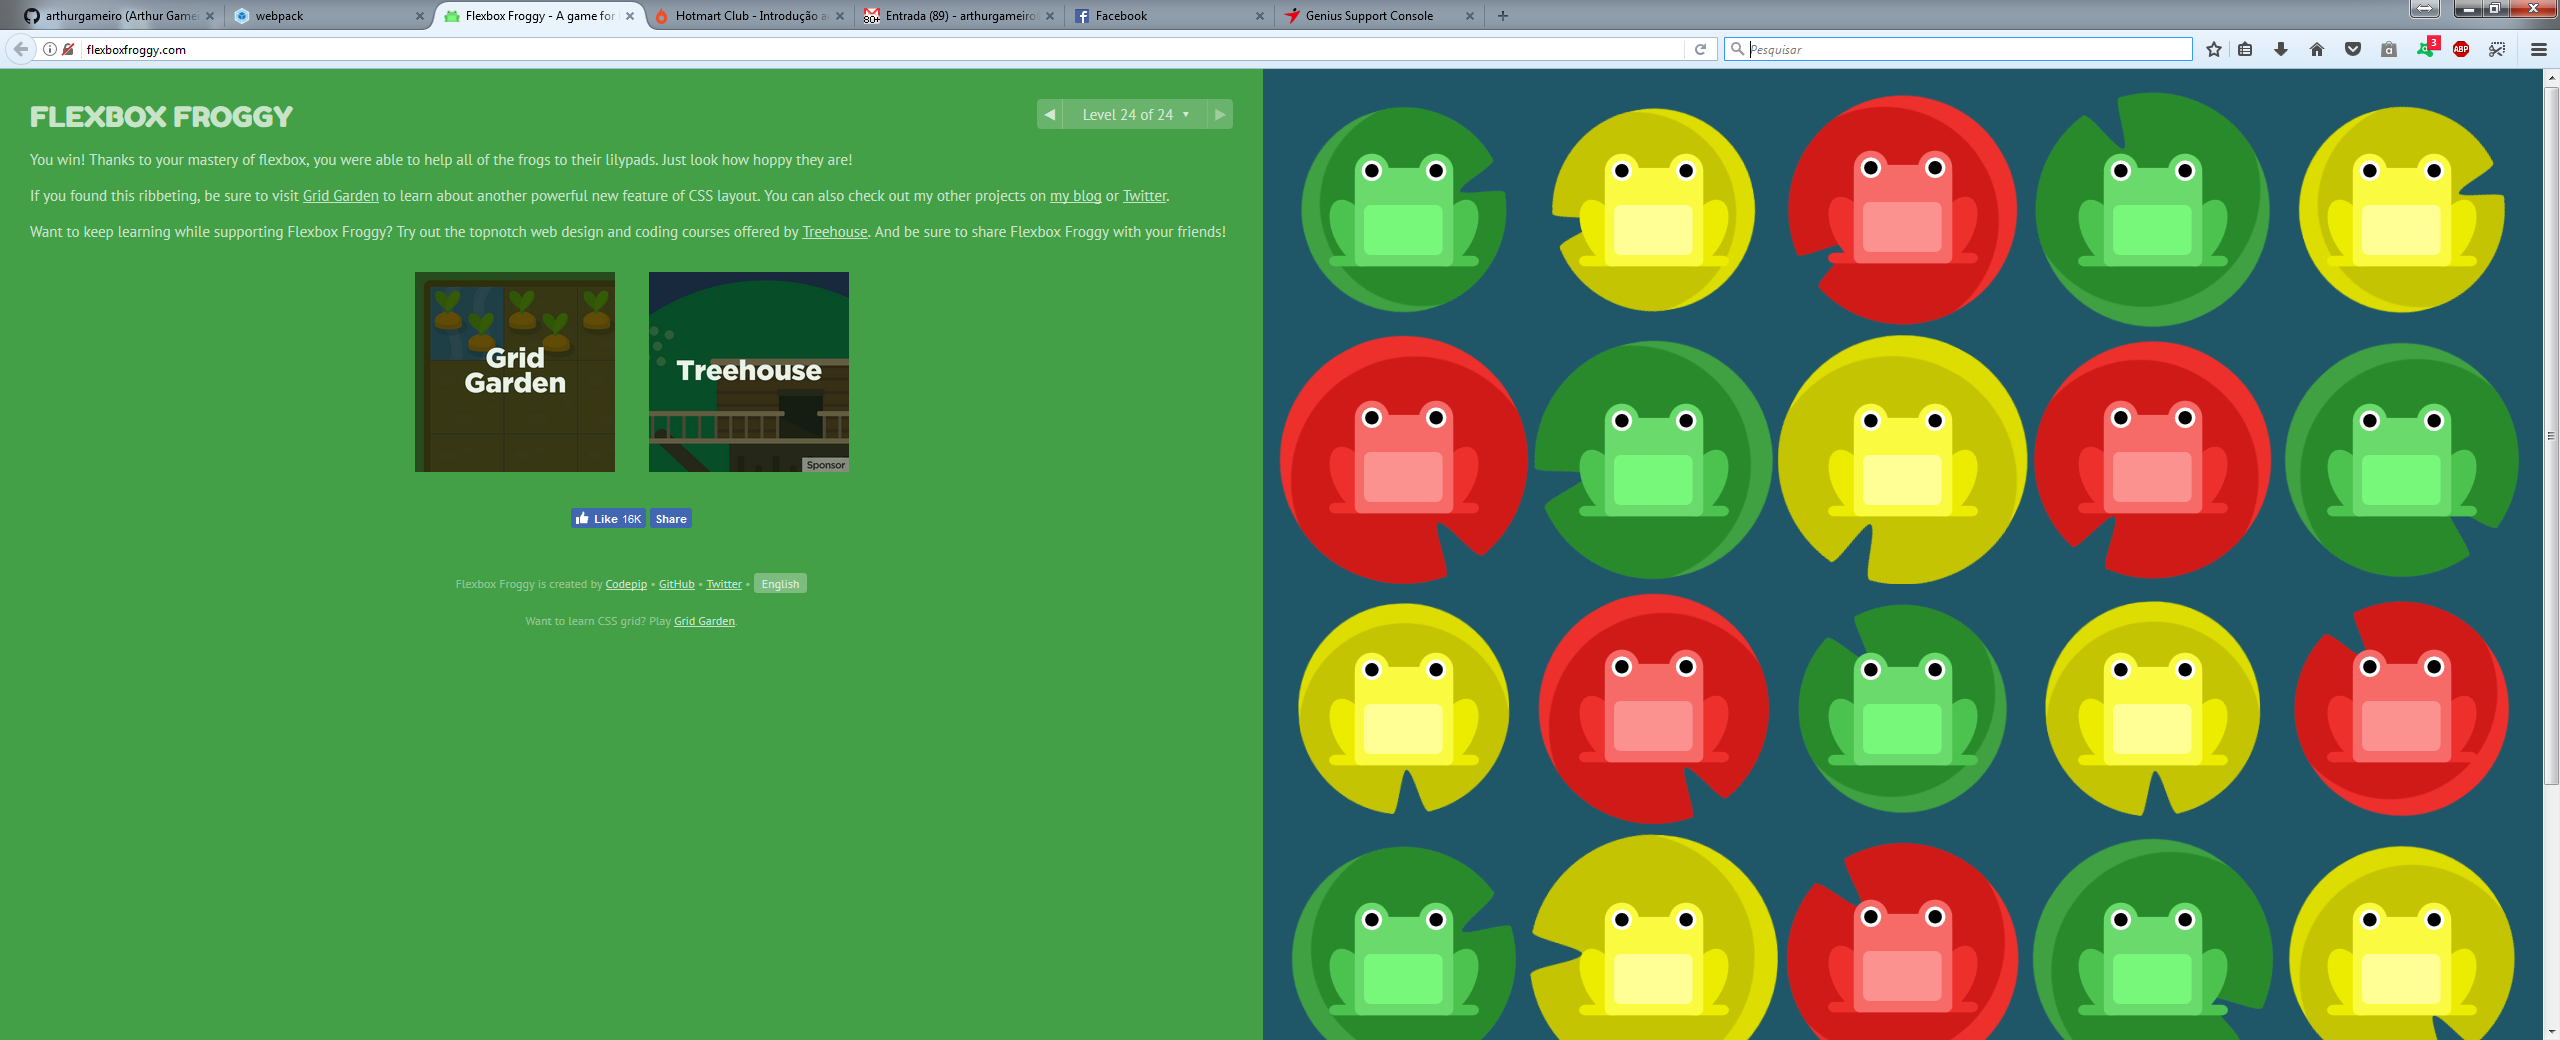 arthurgameiro (Arthur Game
webpack
Flexbox Froggy - A game for
Hotmart Club - Introdução a
Entrada (89) - arthurgameiro
Facebook
Genius Support Console
flexboxfroggy.com
Pesquisar
3
ABP
80+
FLEXBOX FROGGY
Level 24 of 24
You win! Thanks to your mastery of flexbox, you were able to help all of the frogs to their lilypads. Just look how hoppy they are!
If you found this ribbeting, be sure to visit Grid Garden to learn about another powerful new feature of CSS layout. You can also check out my other projects on my blog or Twitter.
Want to keep learning while supporting Flexbox Froggy? Try out the topnotch web design and coding courses offered by Treehouse. And be sure to share Flexbox Froggy with your friends!
Grid
Garden
Treehouse
Sponsor
Like 16K
Share
Flexbox Froggy is created by Codepip • GitHub • Twitter • English
Want to learn CSS grid? Play Grid Garden.